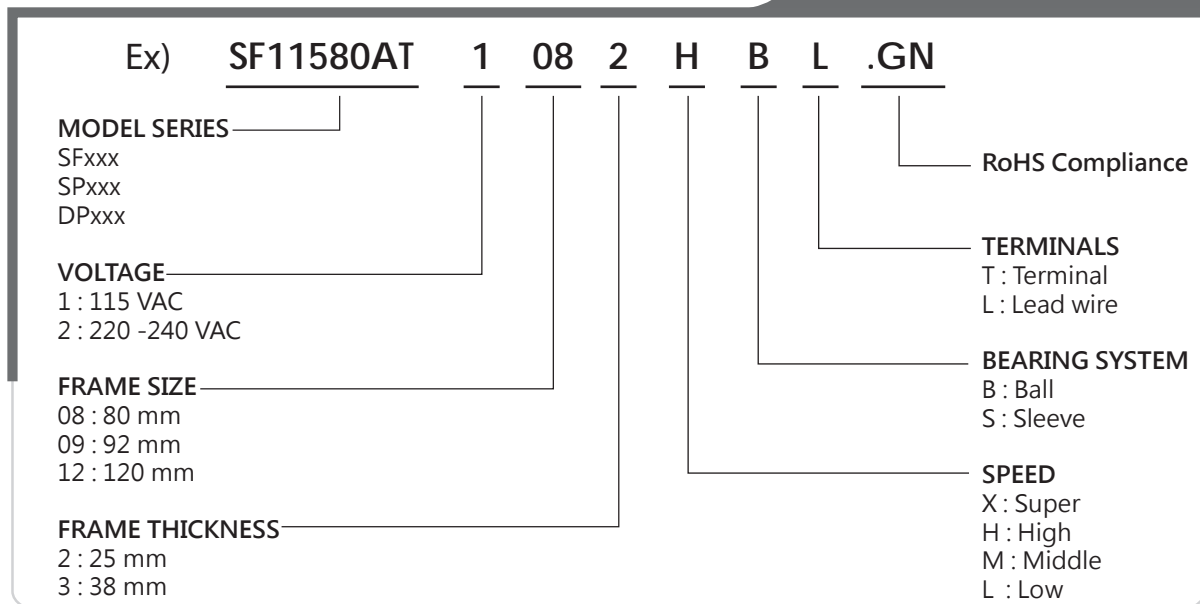 Ex) SF11580AT 1 08 2 H B L .GN
MODEL SERIES
SFxxx
SPxxx
DPxxx
VOLTAGE
1 : 115 VAC
2 : 220 -240 VAC
FRAME SIZE
08 : 80 mm
09 : 92 mm
12 : 120 mm
FRAME THICKNESS
2 : 25 mm
3 : 38 mm
RoHS Compliance
TERMINALS
T : Terminal
L : Lead wire
BEARING SYSTEM
B : Ball
S : Sleeve
SPEED
X : Super
H : High
M : Middle
L : Low